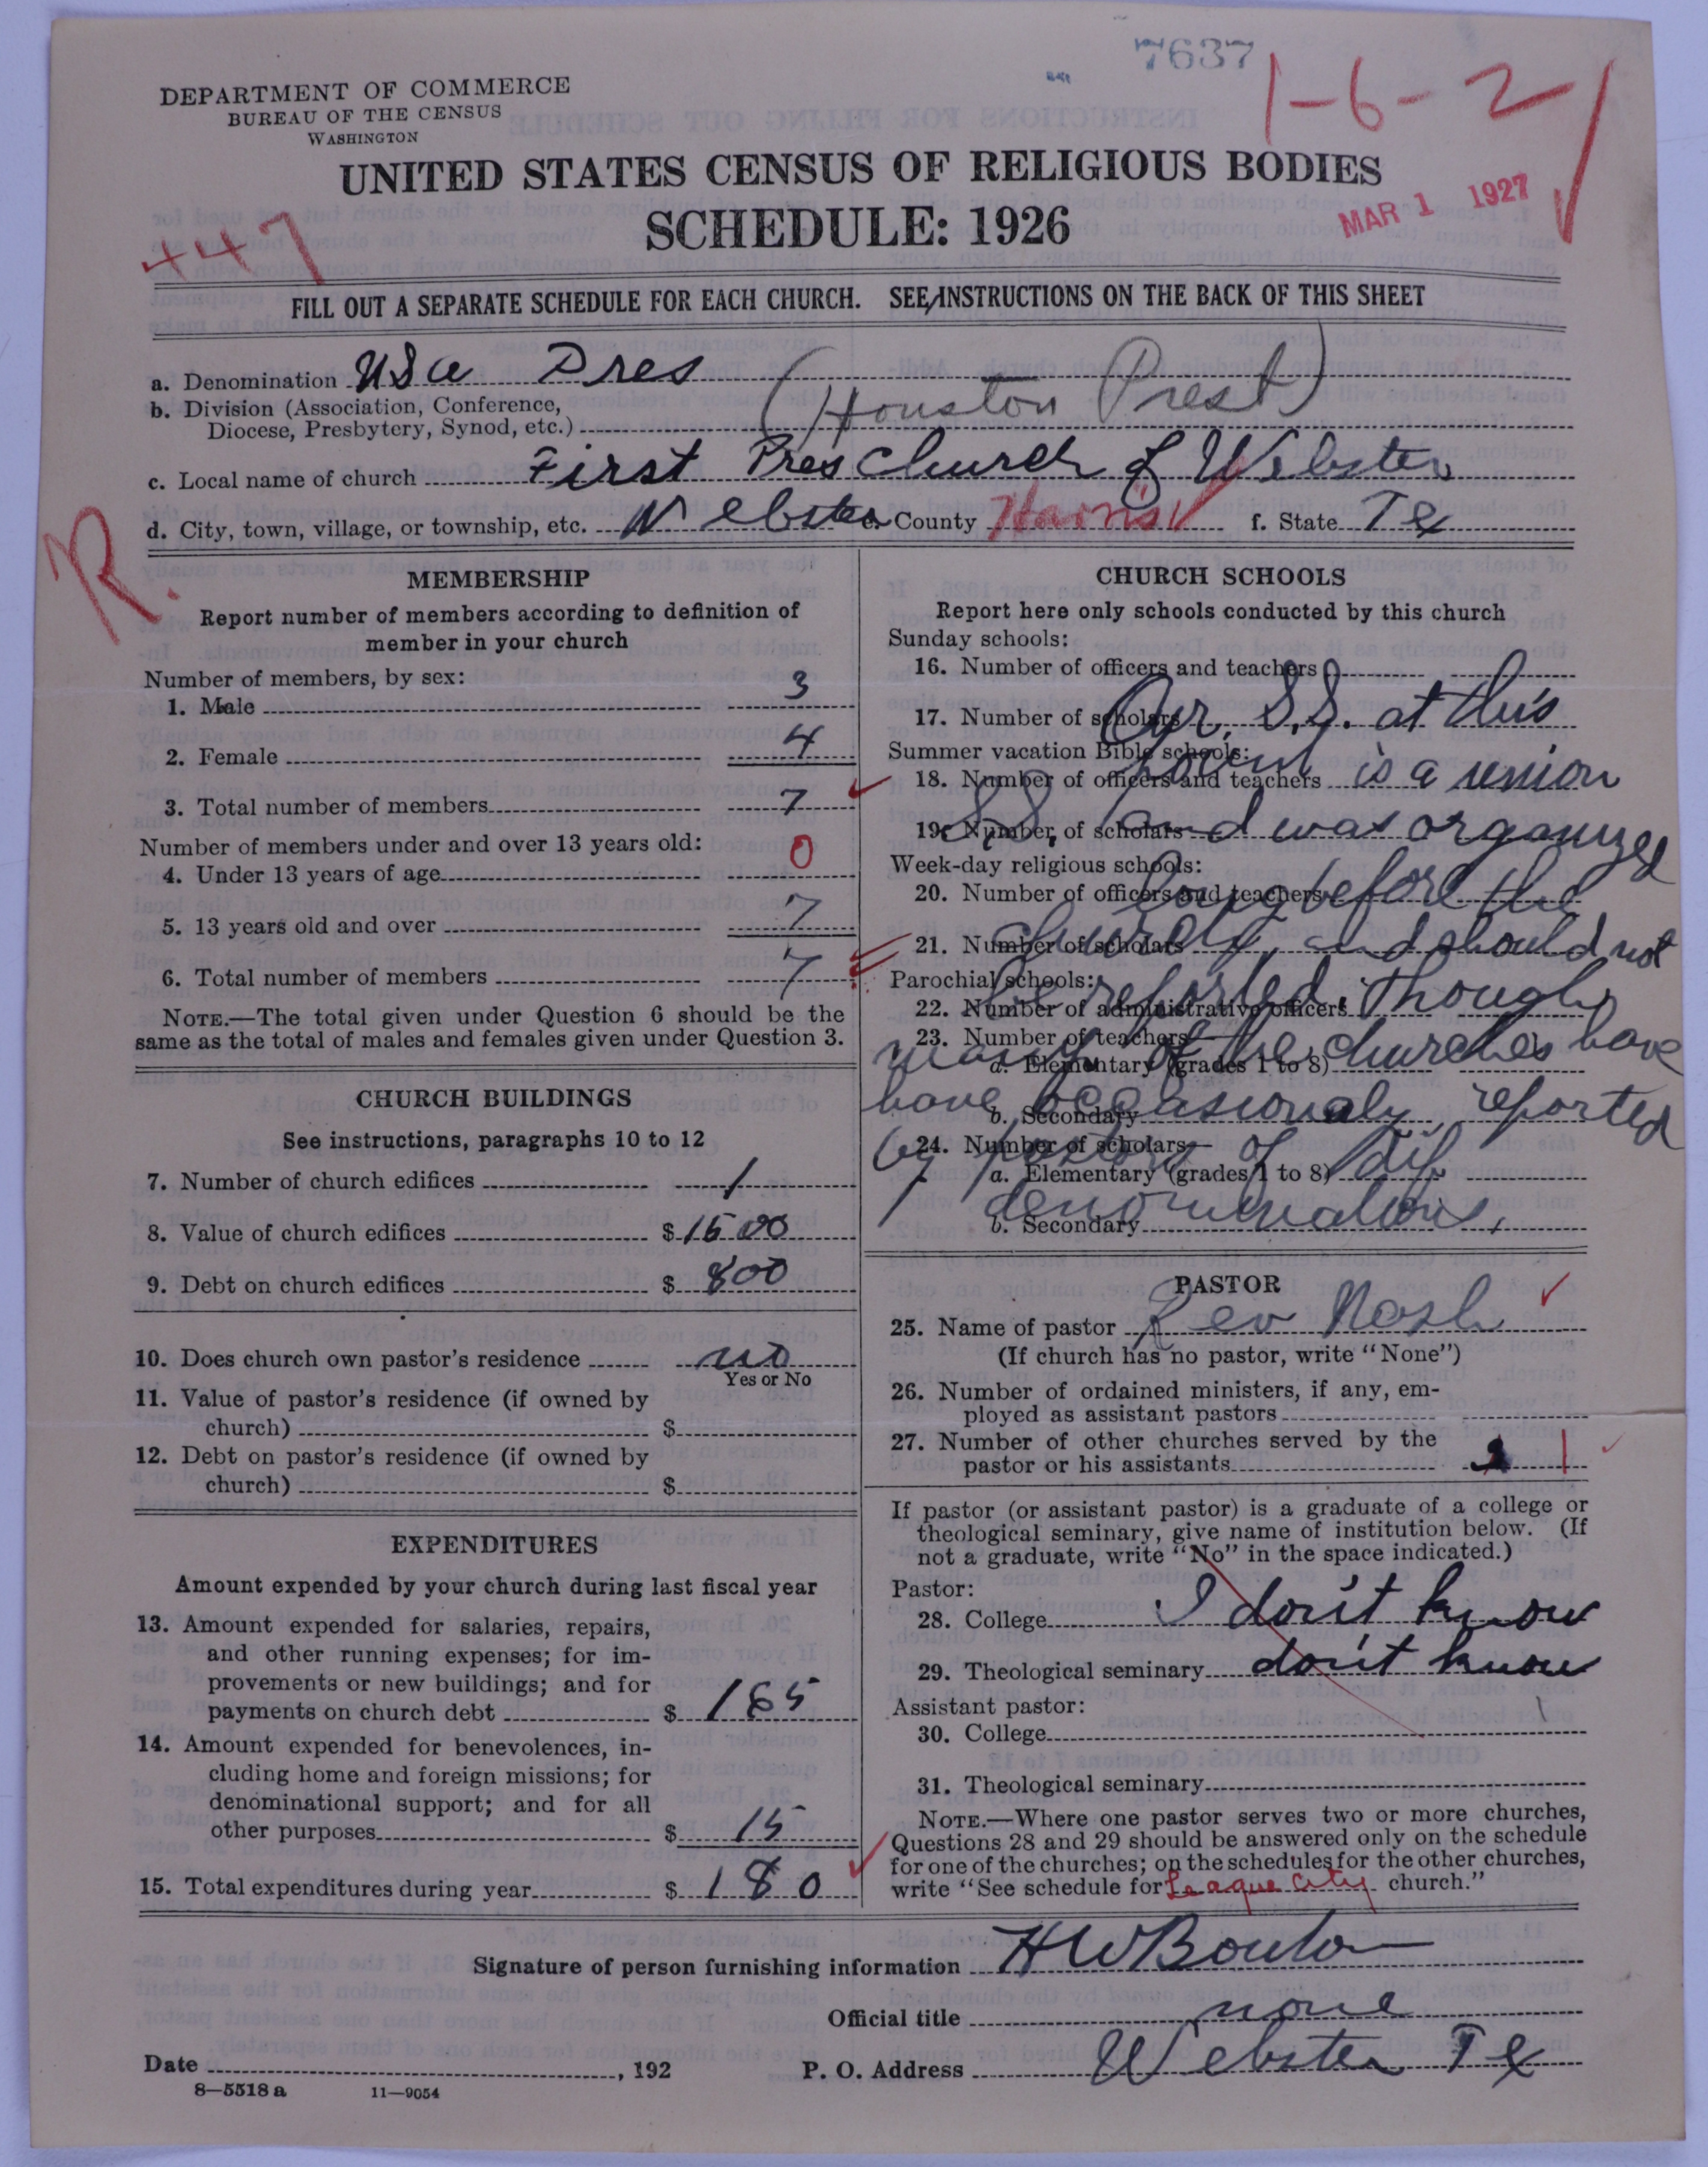 7637
1-6-2
DEPARTMENT OF COMMERCE
BUREAU OF THE CENSUS
WASHINGTON
UNITED STATES CENSUS OF RELIGIOUS BODIES
SCHEDULE: 1926
MAR 1 1927
447
FILL OUT A SEPARATE SCHEDULE FOR EACH CHURCH. SEE INSTRUCTIONS ON THE BACK OF THIS SHEET
a. Denomination USa Pres
b. Division (Association, Conference,
Diocese, Presbytery, Synod, etc.) (Houston Prest)
c. Local name of church First Pres Church of Webster
d. City, town, village, or township, etc. Webster e. County Harris f. State Tex
R.
MEMBERSHIP
Report number of members according to definition of
member in your church
Number of members, by sex:
1. Male 3
2. Female 4
3. Total number of members 7
Number of members under and over 13 years old:
4. Under 13 years of age 0
5. 13 years old and over 7
6. Total number of members 7
NOTE.—The total given under Question 6 should be the
same as the total of males and females given under Question 3.
CHURCH BUILDINGS
See instructions, paragraphs 10 to 12
7. Number of church edifices 1
8. Value of church edifices $ 1500
9. Debt on church edifices $ 800
10. Does church own pastor's residence no
Yes or No
11. Value of pastor's residence (if owned by
church) $
12. Debt on pastor's residence (if owned by
church) $
EXPENDITURES
Amount expended by your church during last fiscal year
13. Amount expended for salaries, repairs,
and other running expenses; for im-
provements or new buildings; and for
payments on church debt $ 165
14. Amount expended for benevolences, in-
cluding home and foreign missions; for
denominational support; and for all
other purposes $ 15
15. Total expenditures during year $ 180
CHURCH SCHOOLS
Report here only schools conducted by this church
Sunday schools:
16. Number of officers and teachers
17. Number of scholars
Summer vacation Bible schools:
18. Number of officers and teachers
19. Number of scholars
Week-day religious schools:
20. Number of officers and teachers
21. Number of scholars
Parochial schools:
22. Number of administrative officers
23. Number of teachers—
a. Elementary (grades 1 to 8)
b. Secondary
24. Number of scholars—
a. Elementary (grades 1 to 8)
b. Secondary
Our S.S. at this
point is a union
SS, and was organized
long before the
church, and should not
be reported, though
many of the churches have
have occasionaly reported
by pastors of dif
denominations,
PASTOR
25. Name of pastor Rev Nash
(If church has no pastor, write "None")
26. Number of ordained ministers, if any, em-
ployed as assistant pastors
27. Number of other churches served by the
pastor or his assistants 1
If pastor (or assistant pastor) is a graduate of a college or
theological seminary, give name of institution below. (If
not a graduate, write "No" in the space indicated.)
Pastor:
28. College I don't know
29. Theological seminary don't know
Assistant pastor:
30. College
31. Theological seminary
NOTE.—Where one pastor serves two or more churches,
Questions 28 and 29 should be answered only on the schedule
for one of the churches; on the schedules for the other churches,
write "See schedule for League City church."
Signature of person furnishing information H W Bouton
Official title none
Date , 192 P. O. Address Webster Tex
8—5518 a 11—9054